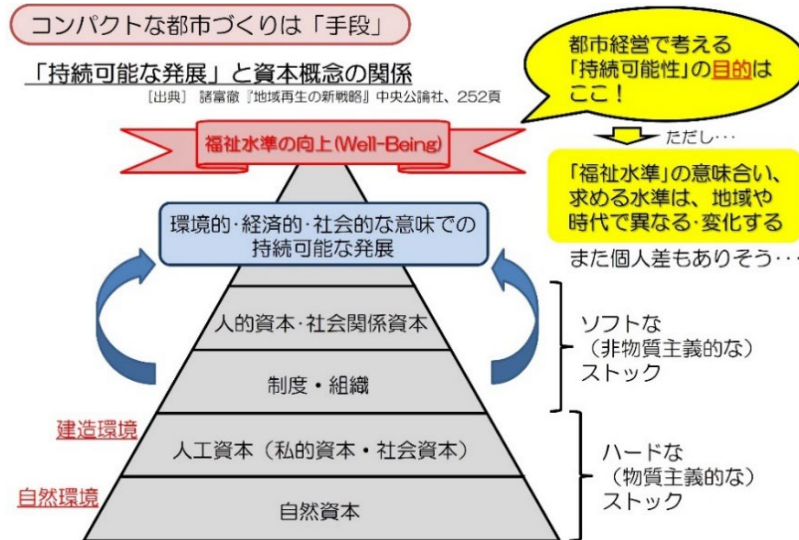 コンパクトな都市づくりは「手段」
「持続可能な発展」と資本概念の関係
[出典] 諸富徹『地域再生の新戦略』中央公論社、252頁
都市経営で考える
「持続可能性」の目的は
ここ！
ただし･･･
「福祉水準」の意味合い、
求める水準は、地域や
時代で異なる･変化する
また個人差もありそう･･･
福祉水準の向上(Well-Being)
環境的･経済的･社会的な意味での
持続可能な発展
人的資本･社会関係資本
制度・組織
ソフトな
（非物質主義的な）
ストック
建造環境
人工資本（私的資本・社会資本）
自然環境
自然資本
ハードな
（物質主義的な）
ストック